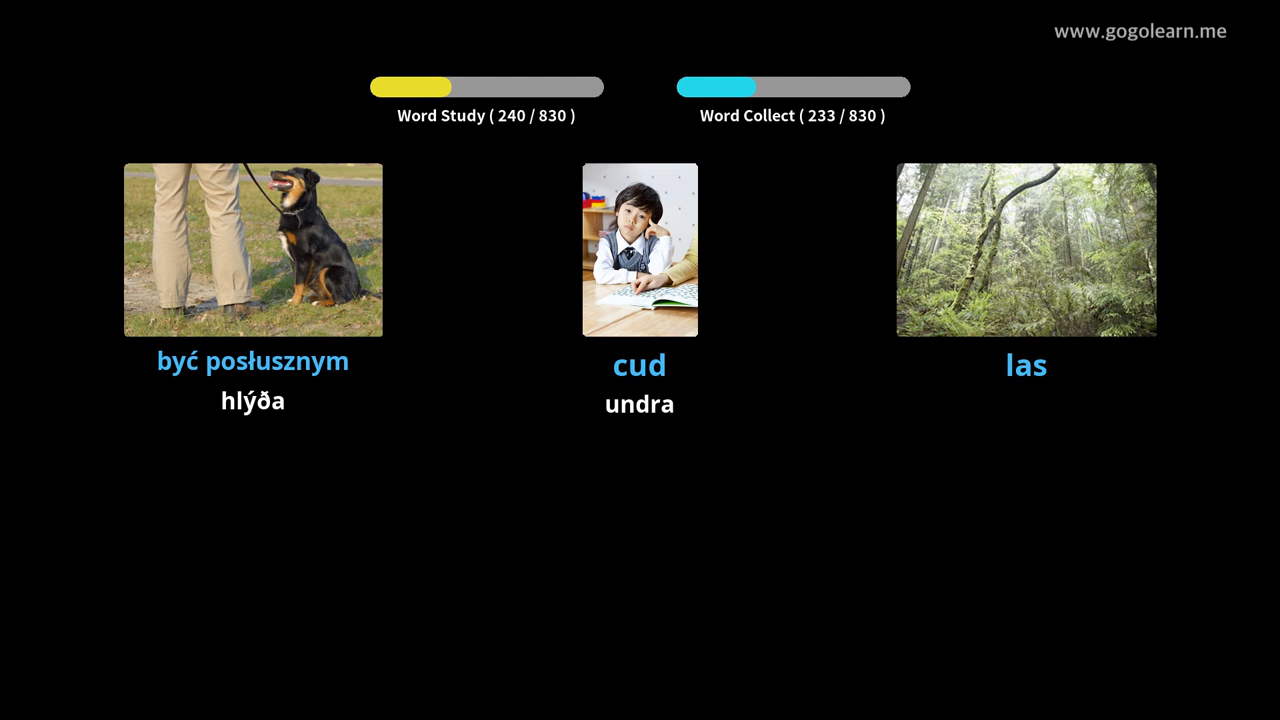 www.gogolearn.me
Word Study ( 240 / 830 )
Word Collect ( 233 / 830 )
być posłusznym
hlýða
cud
undra
las